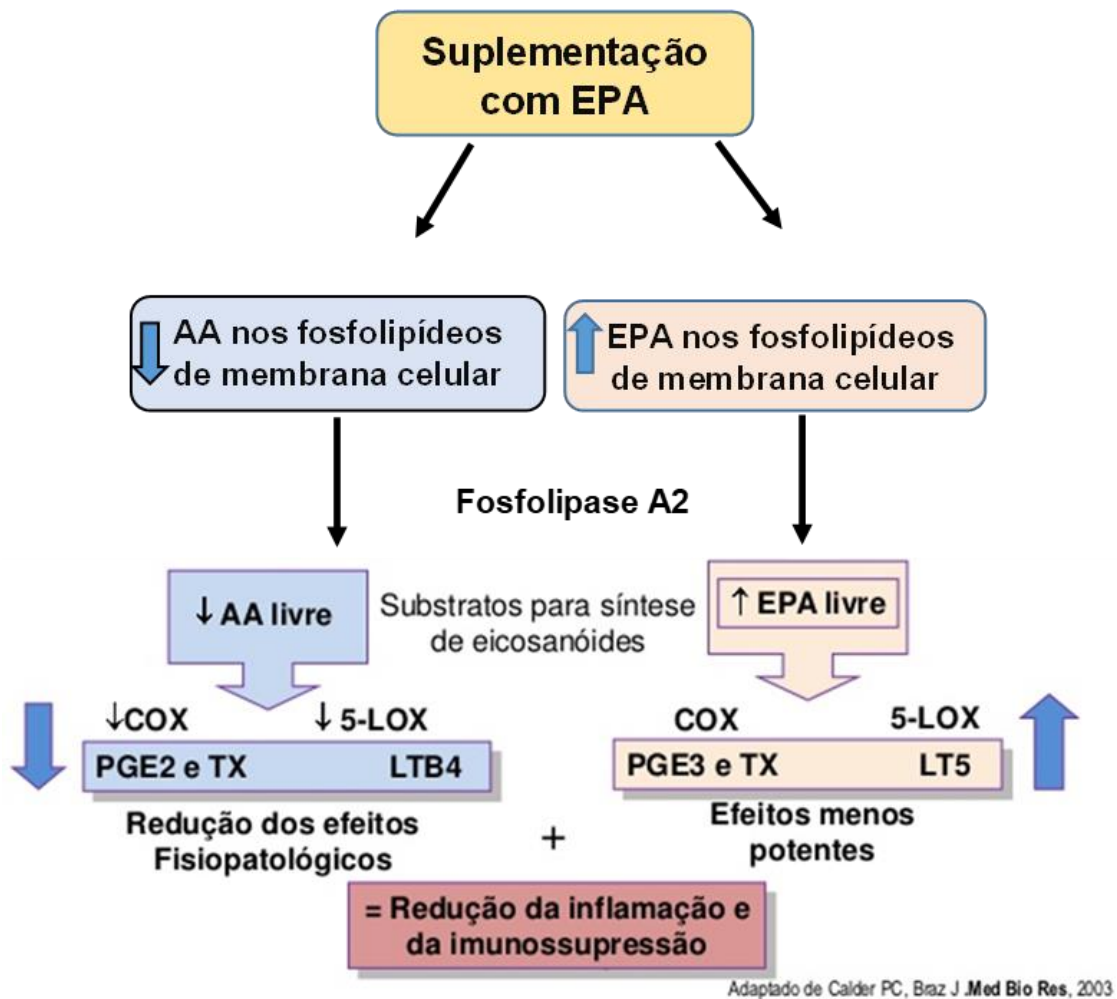 Suplementação
com EPA
AA nos fosfolipídeos
de membrana celular
EPA nos fosfolipídeos
de membrana celular
Fosfolipase A2
↓ AA livre
Substratos para síntese
de eicosanóides
↑ EPA livre
↓COX ↓ 5-LOX
PGE2 e TX LTB4
Redução dos efeitos
Fisiopatológicos
+
COX 5-LOX
PGE3 e TX LT5
Efeitos menos
potentes
= Redução da inflamação e
da imunossupressão
Adaptado de Calder PC, Braz J .Med Bio Res, 2003